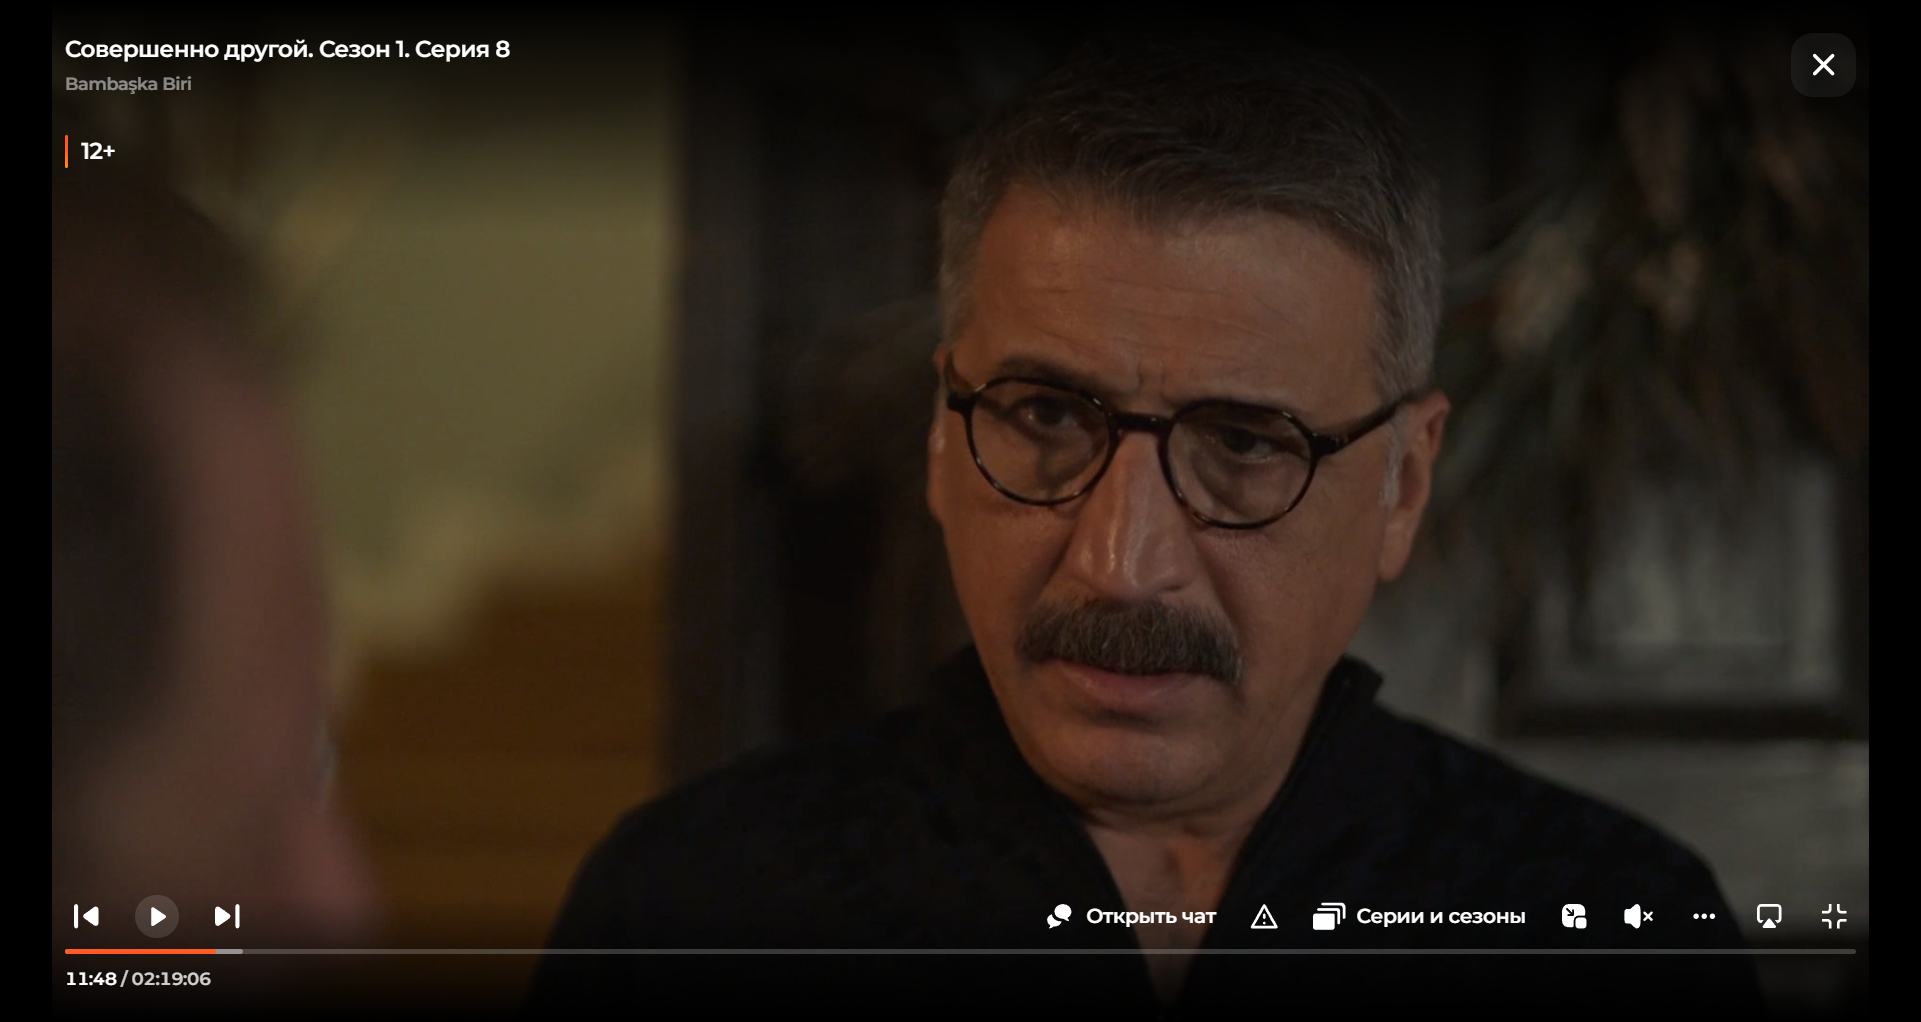 Совершенно другой. Сезон 1. Серия 8
Bambaşka Biri
12+
Открыть чат
Серии и сезоны
11:48 / 02:19:06